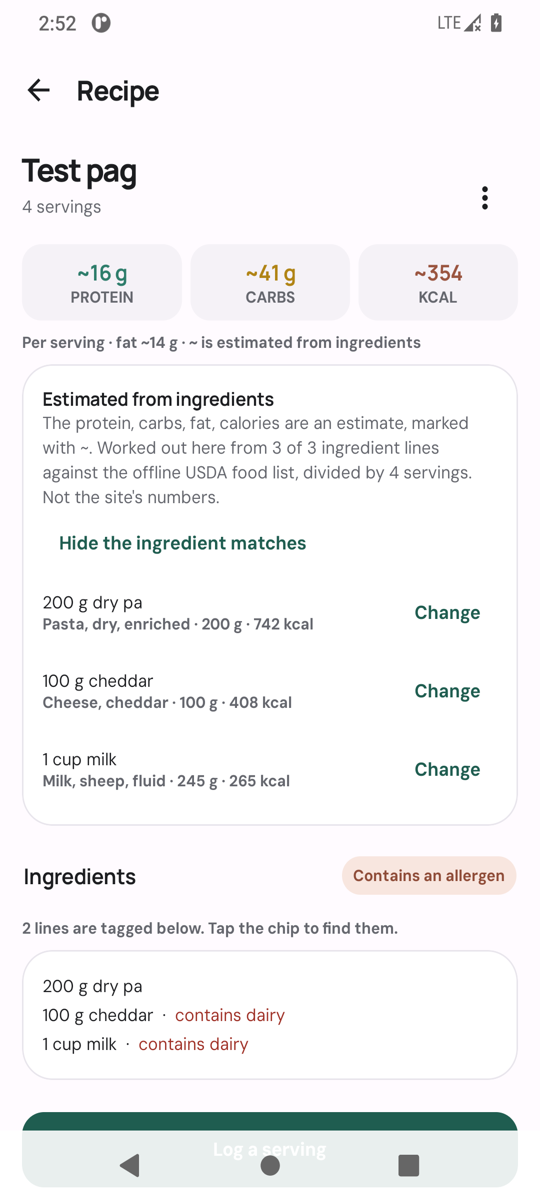 2:52
LTE
Recipe
Test pag
4 servings
~16 g
PROTEIN
~41 g
CARBS
~354
KCAL
Per serving · fat ~14 g · ~ is estimated from ingredients
Estimated from ingredients
The protein, carbs, fat, calories are an estimate, marked
with ~. Worked out here from 3 of 3 ingredient lines
against the offline USDA food list, divided by 4 servings.
Not the site's numbers.
Hide the ingredient matches
200 g dry pa
Pasta, dry, enriched · 200 g · 742 kcal
Change
100 g cheddar
Cheese, cheddar · 100 g · 408 kcal
Change
1 cup milk
Milk, sheep, fluid · 245 g · 265 kcal
Change
Ingredients
Contains an allergen
2 lines are tagged below. Tap the chip to find them.
200 g dry pa
100 g cheddar · contains dairy
1 cup milk · contains dairy
Log a serving